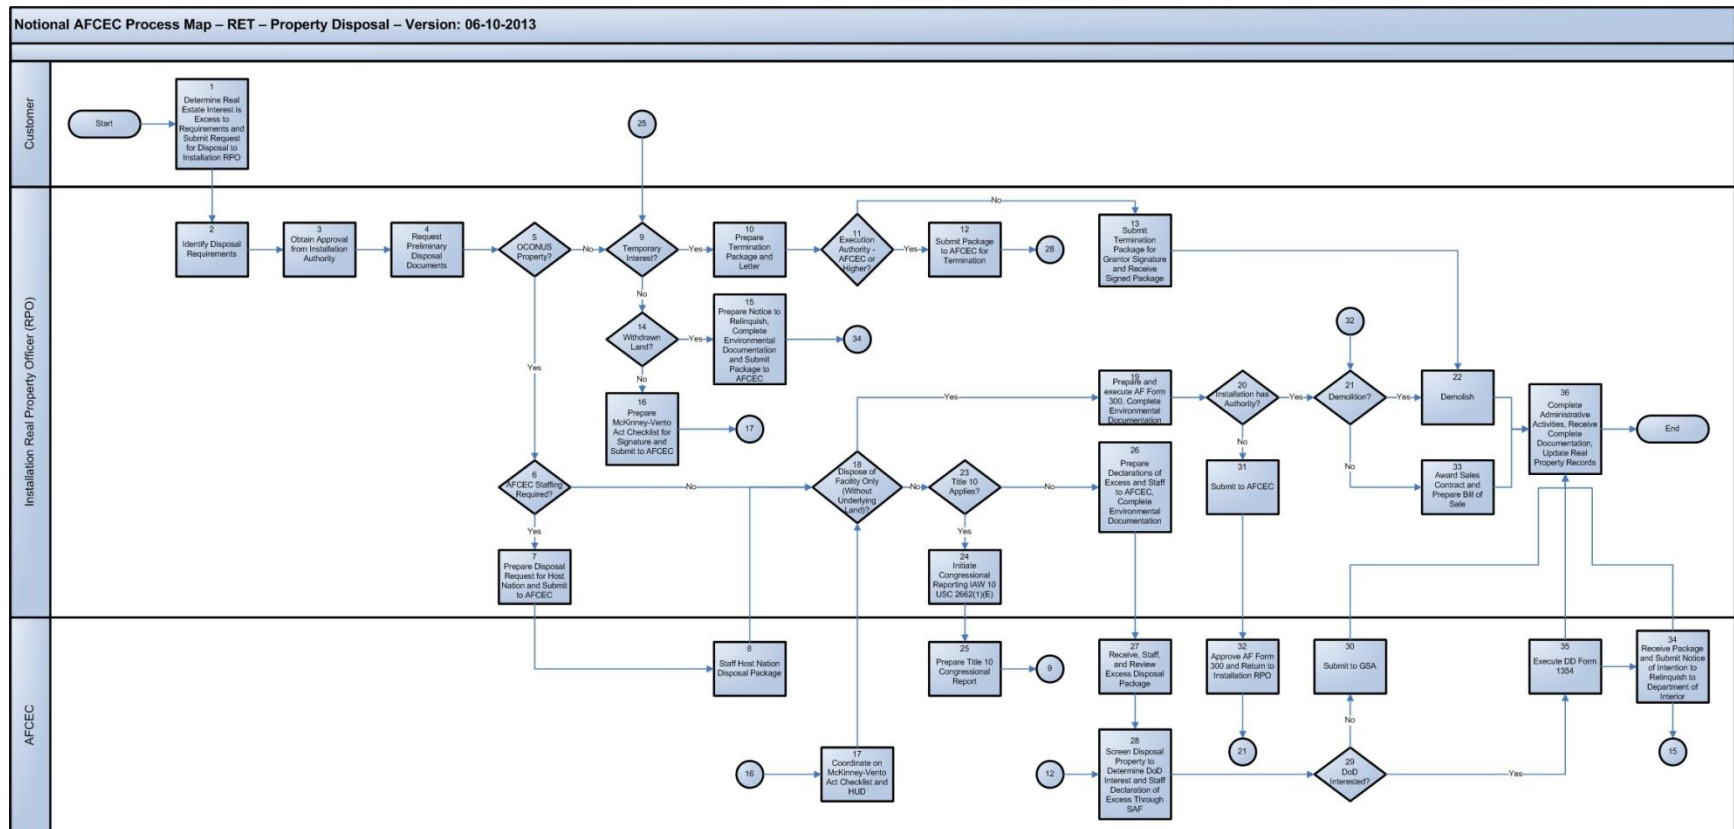 Notional AFCEC Process Map – RET – Property Disposal – Version: 06-10-2013
Customer
Start
1
Determine Real
Estate Interest is
Excess to
Requirements and
Submit Request
for Disposal to
Installation RPO
25
Installation Real Property Officer (RPO)
2
Identify Disposal
Requirements
3
Obtain Approval
from Installation
Authority
4
Request
Preliminary
Disposal
Documents
5
OCONUS
Property?
No
9
Temporary
Interest?
Yes
10
Prepare
Termination
Package and
Letter
11
Execution
Authority -
AFCEC or
Higher?
No
Yes
12
Submit Package
to AFCEC for
Termination
28
13
Submit
Termination
Package for
Grantor Signature
and Receive
Signed Package
No
14
Withdrawn
Land?
Yes
15
Prepare Notice to
Relinquish,
Complete
Environmental
Documentation
and Submit
Package to
AFCEC
34
Yes
No
16
Prepare
McKinney-Vento
Act Checklist for
Signature and
Submit to AFCEC
17
6
AFCEC Staffing
Required?
No
Yes
7
Prepare Disposal
Request for Host
Nation and Submit
to AFCEC
18
Dispose of
Facility Only
(Without
Underlying
Land)?
Yes
No
19
Prepare and
execute AF Form
300, Complete
Environmental
Documentation
20
Installation has
Authority?
Yes
No
32
21
Demolition?
Yes
No
22
Demolish
33
Award Sales
Contract and
Prepare Bill of
Sale
36
Complete
Administrative
Activities, Receive
Complete
Documentation,
Update Real
Property Records
End
23
Title 10
Applies?
No
Yes
24
Initiate
Congressional
Reporting IAW 10
USC 2662(1)(E)
26
Prepare
Declarations of
Excess and Staff
to AFCEC,
Complete
Environmental
Documentation
31
Submit to AFCEC
AFCEC
8
Staff Host Nation
Disposal Package
25
Prepare Title 10
Congressional
Report
9
27
Receive, Staff,
and Review
Excess Disposal
Package
32
Approve AF Form
300 and Return to
Installation RPO
21
30
Submit to GSA
35
Execute DD Form
1354
34
Receive Package
and Submit Notice
of Intention to
Relinquish to
Department of
Interior
15
16
17
Coordinate on
McKinney-Vento
Act Checklist and
HUD
12
28
Screen Disposal
Property to
Determine DoD
Interest and Staff
Declaration of
Excess Through
SAF
No
29
DoD
Interested?
Yes